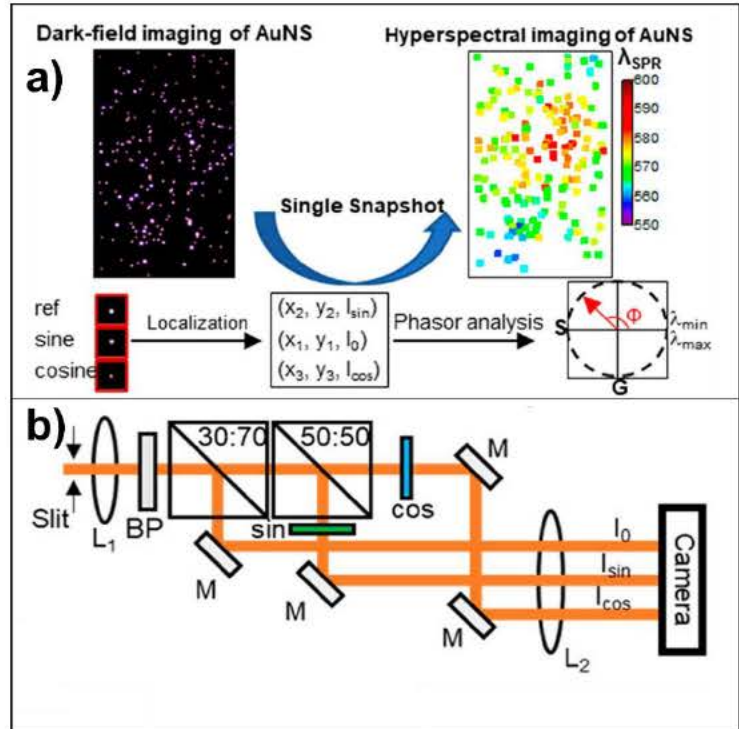 Dark-field imaging of AuNS
Hyperspectral imaging of AuNS
a)
λSPR
600
590
580
570
560
550
Single Snapshot
ref
sine
cosine
Localization
(x2, y2, Isin)
(x1, y1, I0)
(x3, y3, Icos)
Phasor analysis
Φ
S
λmin
λmax
G
b)
30:70
50:50
M
Slit
L1
BP
sin
cos
M
M
M
I0
Isin
Icos
L2
Camera